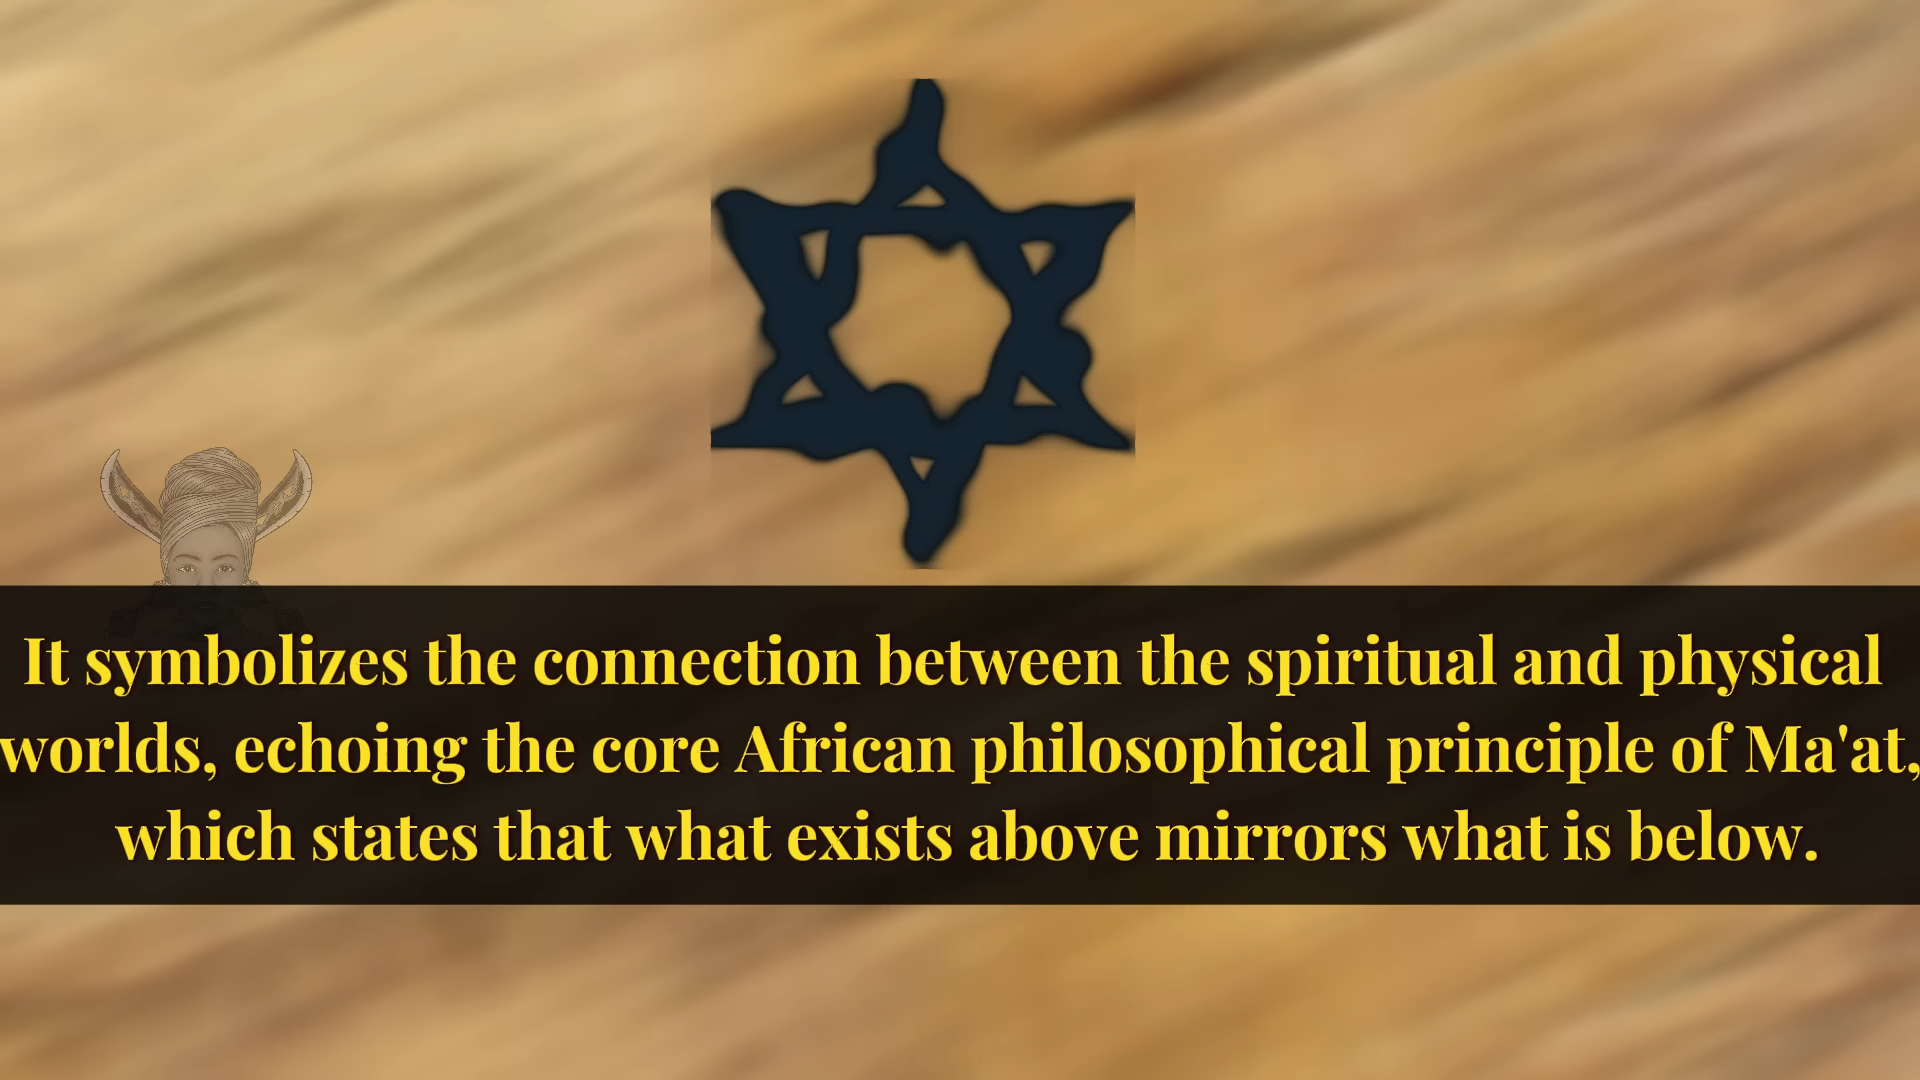 It symbolizes the connection between the spiritual and physical
worlds, echoing the core African philosophical principle of Ma'at,
which states that what exists above mirrors what is below.